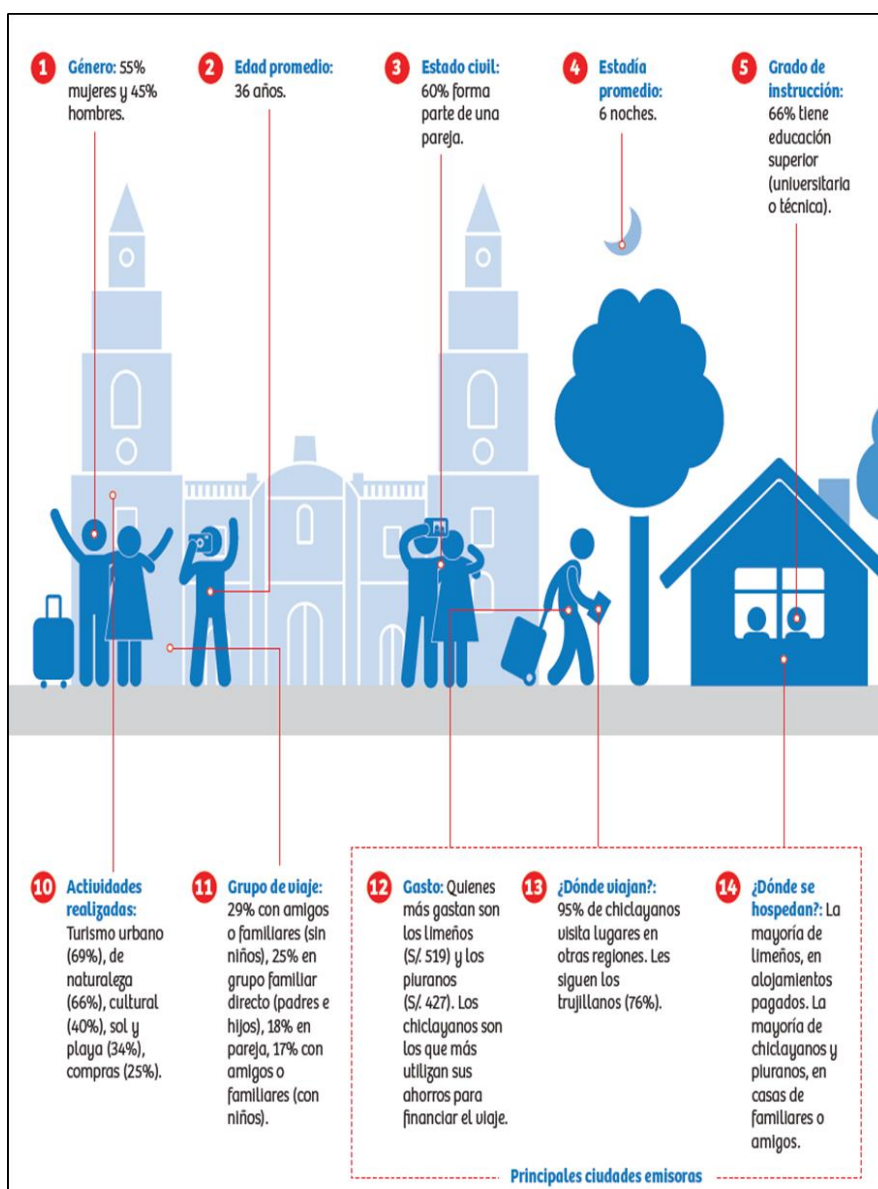 1 Género: 55%
mujeres y 45%
hombres.
2 Edad promedio:
36 años.
3 Estado civil:
60% forma
parte de una
pareja.
4 Estadía
promedio:
6 noches.
5 Grado de
instrucción:
66% tiene
educación
superior
(universitaria
o técnica).
10 Actividades
realizadas:
Turismo urbano
(69%), de
naturaleza
(66%), cultural
(40%), sol y
playa (34%),
compras (25%).
11 Grupo de viaje:
29% con amigos
o familiares (sin
niños), 25% en
grupo familiar
directo (padres e
hijos), 18% en
pareja, 17% con
amigos o
familiares (con
niños).
12 Gasto: Quienes
más gastan son
los limeños
(S/. 519) y los
piuranos
(S/. 427). Los
chiclayanos son
los que más
utilizan sus
ahorros para
financiar el viaje.
13 ¿Dónde viajan?:
95% de chiclayanos
visita lugares en
otras regiones. Les
siguen los
trujillanos (76%).
14 ¿Dónde se
hospedan?: La
mayoría de
limeños, en
alojamientos
pagados. La
mayoría de
chiclayanos y
piuranos, en
casas de
familiares o
amigos.
Principales ciudades emisoras